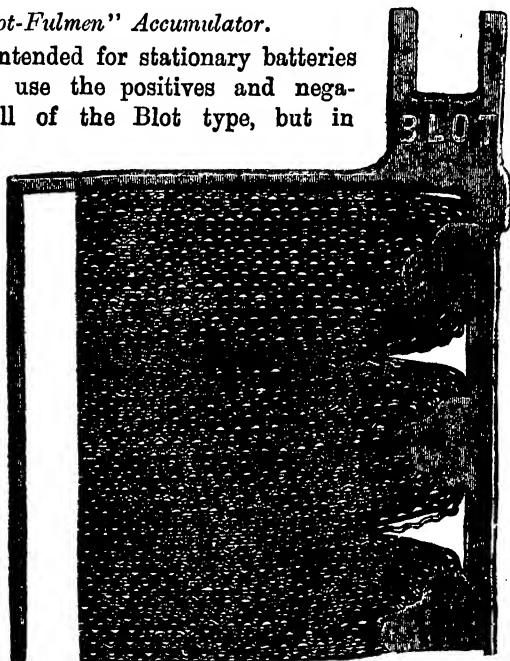 ot-Fulmen" Accumulator.
ntended for stationary batteries
use the positives and nega-
ll of the Blot type, but in
BLOT